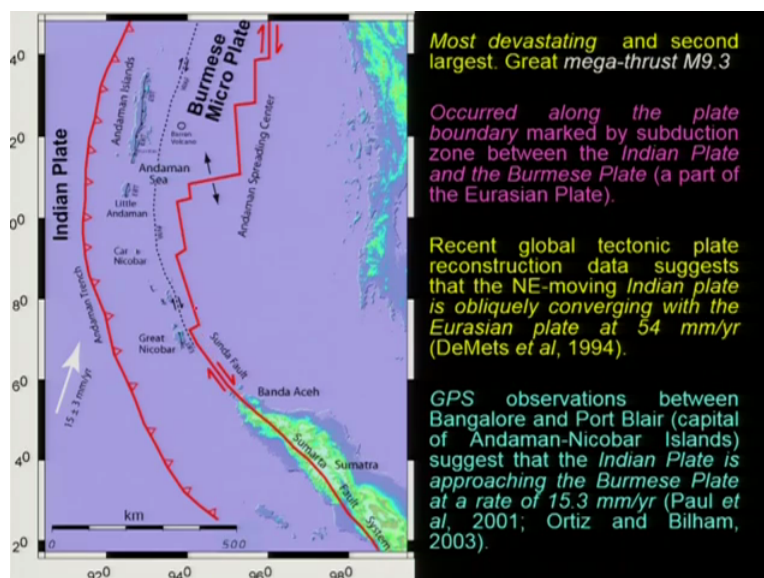 Most devastating and second
largest. Great mega-thrust M9.3
Occurred along the plate
boundary marked by subduction
zone between the Indian Plate
and the Burmese Plate (a part
of the Eurasian Plate).
Recent global tectonic plate
reconstruction data suggests
that the NE-moving Indian plate
is obliquely converging with the
Eurasian plate at 54 mm/yr
(DeMets et al, 1994).
GPS observations between
Bangalore and Port Blair (capital
of Andaman-Nicobar Islands)
suggest that the Indian Plate is
approaching the Burmese Plate
at a rate of 15.3 mm/yr (Paul et
al, 2001; Ortiz and Bilham,
2003).
Indian Plate
Burmese
Micro Plate
Andaman Islands
Barren
Volcano
Andaman
Sea
Andaman Spreading Center
Little
Andaman
Car
Nicobar
Andaman Trench
Great
Nicobar
Sunda Fault
15 ± 3 mm/yr
Banda Aceh
Sumatra
Sumarta
Fault
System
km
0 500
40
20
00
80
60
40
20
920 940 960 980